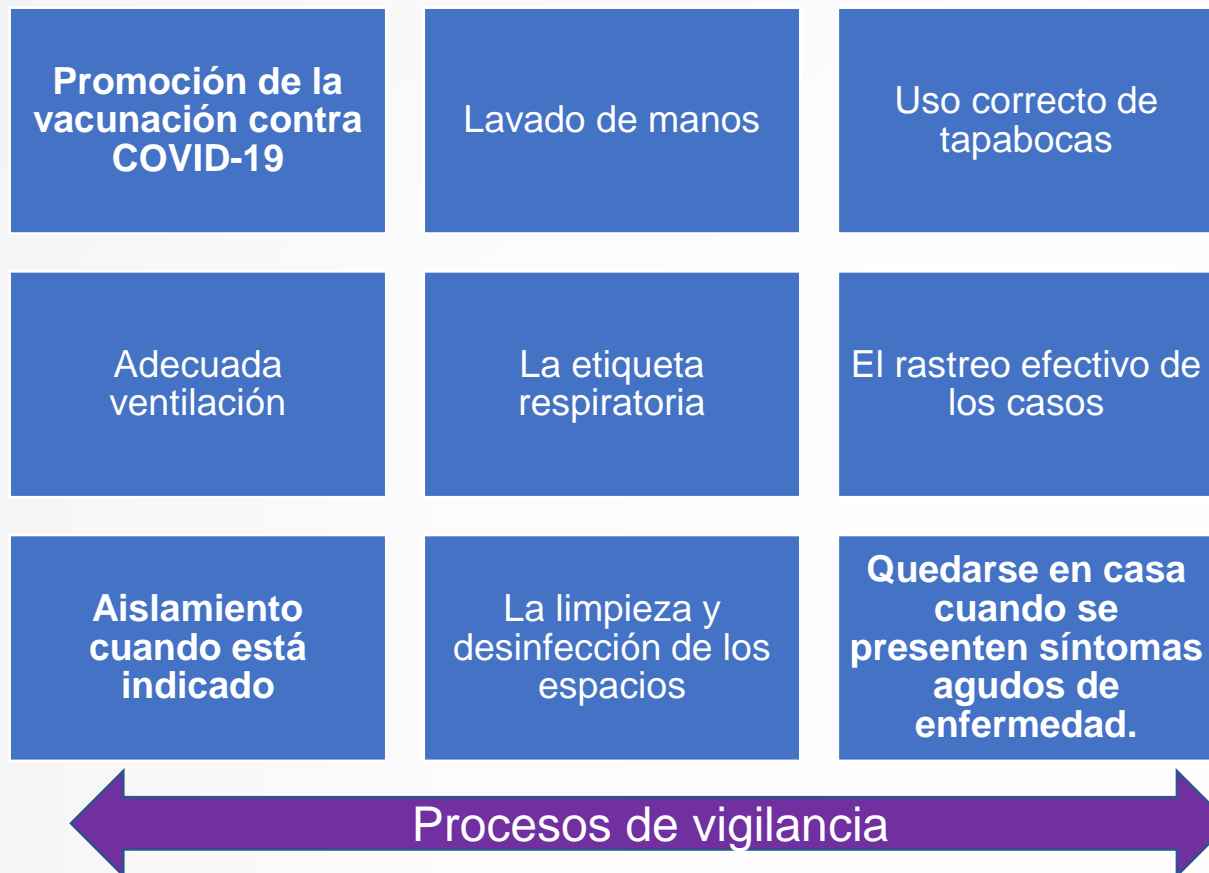 Promoción de la
vacunación contra
COVID-19
Lavado de manos
Uso correcto de
tapabocas
Adecuada
ventilación
La etiqueta
respiratoria
El rastreo efectivo de
los casos
Aislamiento
cuando está
indicado
La limpieza y
desinfección de los
espacios
Quedarse en casa
cuando se
presenten síntomas
agudos de
enfermedad.
Procesos de vigilancia